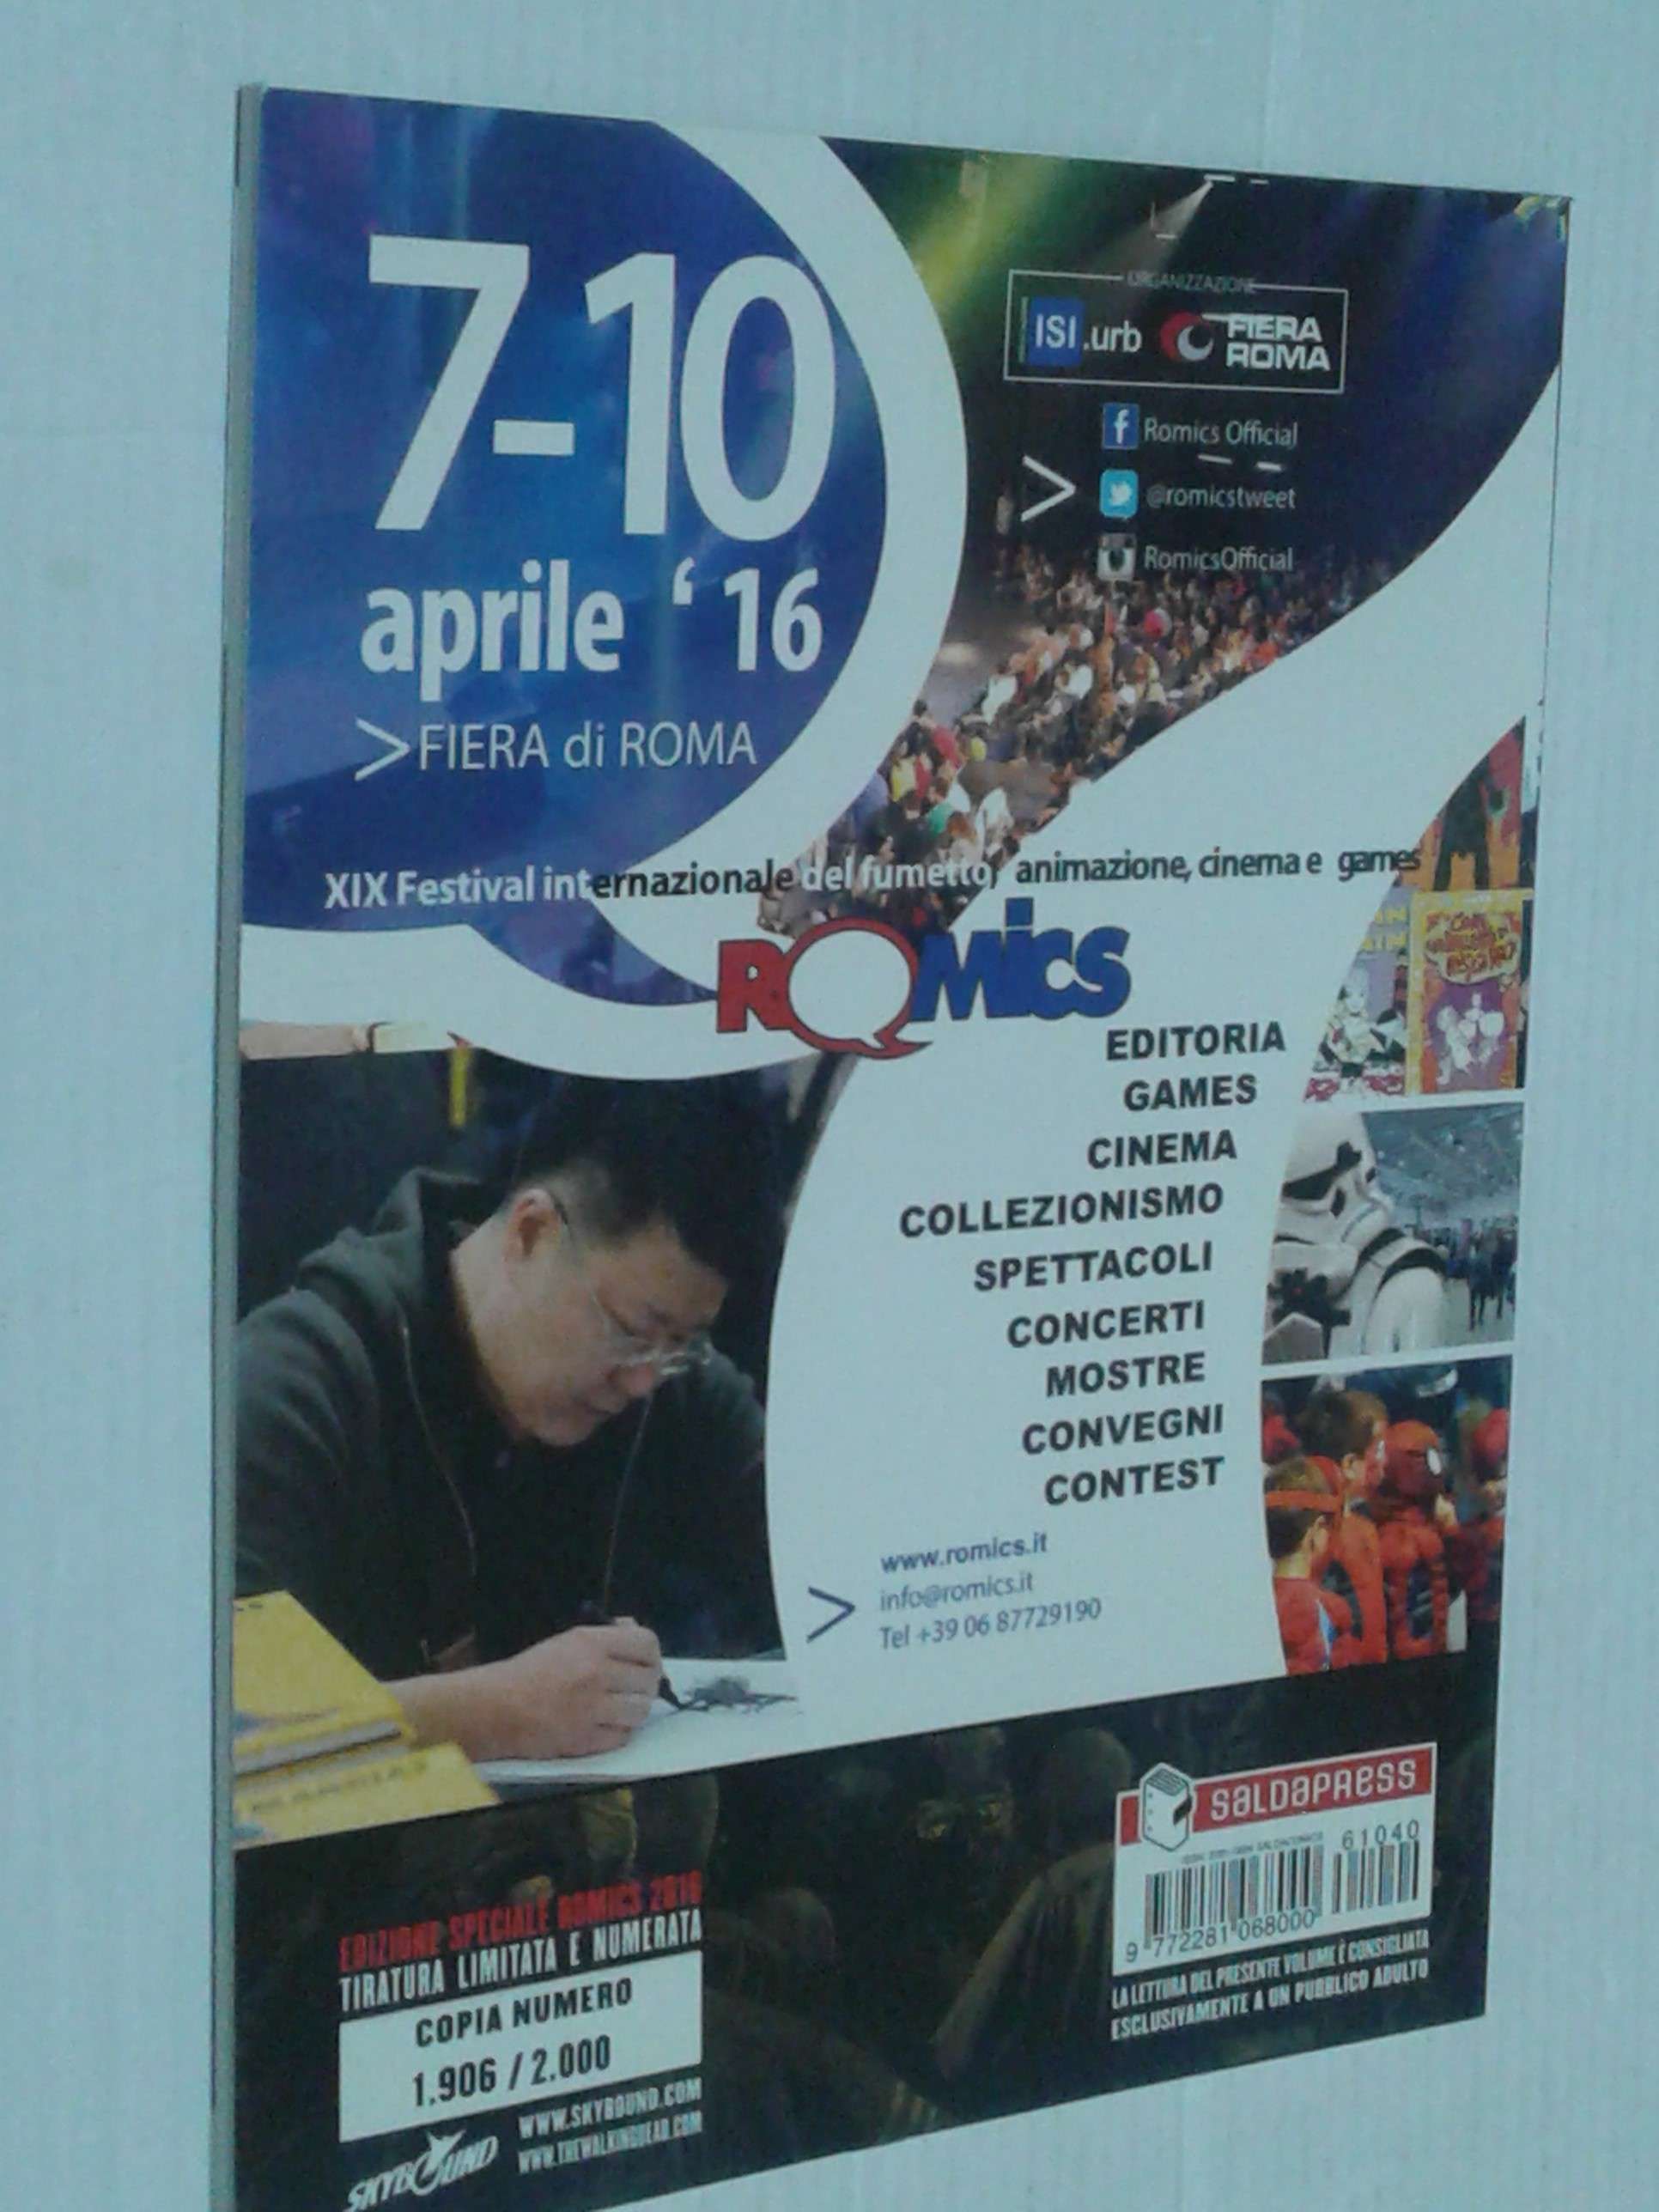 7-10
aprile ‘16
>FIERA di ROMA
ORGANIZZAZIONE
ISI.urb
FIERA
ROMA
Romics Official
>
@romicstweet
RomicsOfficial
XIX Festival internazionale del fumetto, animazione, cinema e games
ROMICS
EDITORIA
GAMES
CINEMA
COLLEZIONISMO
SPETTACOLI
CONCERTI
MOSTRE
CONVEGNI
CONTEST
www.romics.it
> info@romics.it
Tel +39 06 87729190
EDIZIONE SPECIALE ROMICS 2016
TIRATURA LIMITATA E NUMERATA
COPIA NUMERO
1.906 / 2.000
SKYBOUND
WWW.SKYBOUND.COM
WWW.THEWALKINGDEAD.COM
saLDaPRess
61040
9 772281 068000
LA LETTURA DEL PRESENTE VOLUME È CONSIGLIATA
ESCLUSIVAMENTE A UN PUBBLICO ADULTO